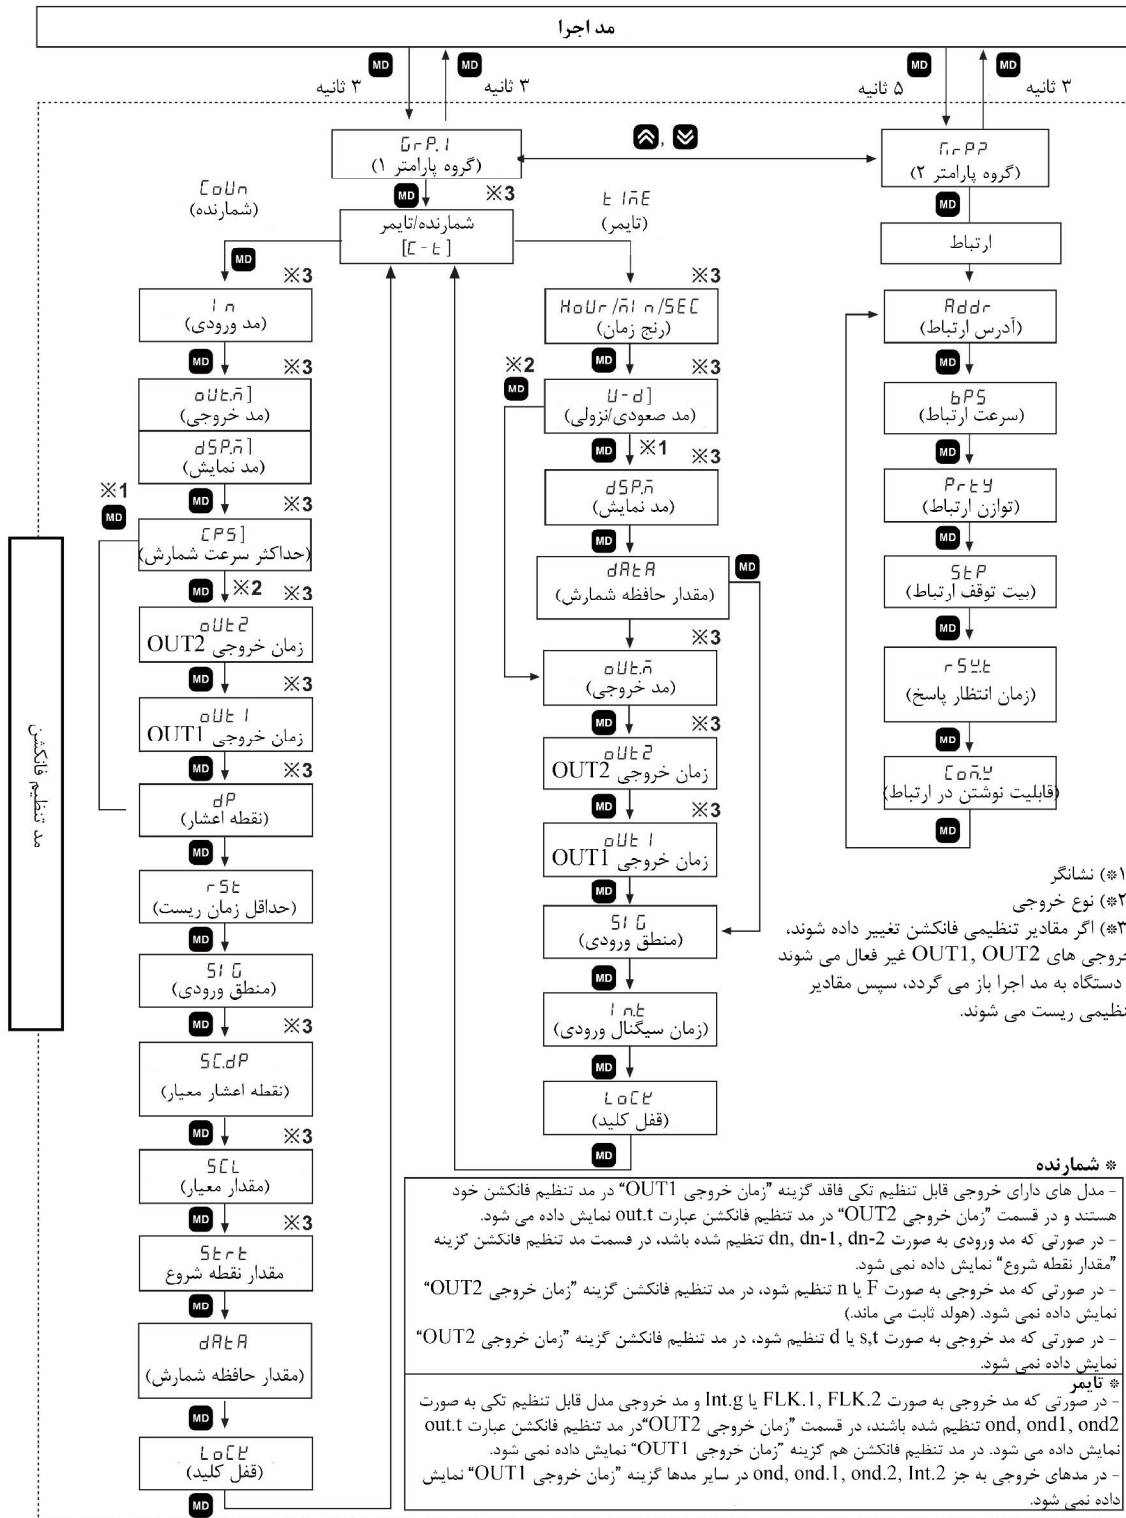 مد اجرا
MD MD MD MD
۳ ثانیه ۳ ثانیه ۵ ثانیه ۳ ثانیه
GrP.1
(گروه پارامتر ۱)
GrP2
(گروه پارامتر ۲)
MD ※3
MD
CoUn
(شمارنده)
شمارنده/تایمر
[C-t]
tImE
(تایمر)
MD
※3
In
(مد ورودی)
MD ※3
oUt.m]
(مد خروجی)
dSP.m]
(مد نمایش)
※1
MD
MD ※3
CPS]
(حداکثر سرعت شمارش)
MD ※2 ※3
oUt2
زمان خروجی OUT2
MD ※3
oUt1
زمان خروجی OUT1
MD ※3
dP
(نقطه اعشار)
MD
rSt
(حداقل زمان ریست)
MD
SIG
(منطق ورودی)
MD ※3
SC.dP
(نقطه اعشار معیار)
MD ※3
SCL
(مقدار معیار)
MD ※3
Strt
مقدار نقطه شروع
MD
dAtA
(مقدار حافظه شمارش)
MD
LoCK
(قفل کلید)
MD
※3
HoUr/mIn/SEC
(رنج زمان)
MD ※3
※2
MD
U-d]
(مد صعودی/نزولی)
MD ※1 ※3
dSP.m
(مد نمایش)
MD
dAtA
(مقدار حافظه شمارش)
MD
※3
oUt.m
(مد خروجی)
MD ※3
oUt2
زمان خروجی OUT2
MD ※3
oUt1
زمان خروجی OUT1
MD
SIG
(منطق ورودی)
MD
In.t
(زمان سیگنال ورودی)
MD
LoCK
(قفل کلید)
MD
ارتباط
Addr
(آدرس ارتباط)
MD
bPS
(سرعت ارتباط)
MD
PrtY
(توازن ارتباط)
MD
StP
(بیت توقف ارتباط)
MD
rSY.t
(زمان انتظار پاسخ)
MD
Com.y
(قابلیت نوشتن در ارتباط)
MD
مد تنظیم فانکشن
۱*) نشانگر
۲*) نوع خروجی
۳*) اگر مقادیر تنظیمی فانکشن تغییر داده شوند،
خروجی های OUT1, OUT2 غیر فعال می شوند
دستگاه به مد اجرا باز می گردد، سپس مقادیر
تنظیمی ریست می شوند.
* شمارنده
- مدل های دارای خروجی قابل تنظیم تکی فاقد گزینه "زمان خروجی OUT1" در مد تنظیم فانکشن خود
هستند و در قسمت "زمان خروجی OUT2" در مد تنظیم فانکشن عبارت out.t نمایش داده می شود.
- در صورتی که مد ورودی به صورت dn, dn-1, dn-2 تنظیم شده باشد، در قسمت مد تنظیم فانکشن گزینه
"مقدار نقطه شروع" نمایش داده نمی شود.
- در صورتی که مد خروجی به صورت F یا n تنظیم شود، در مد تنظیم فانکشن گزینه "زمان خروجی OUT2"
نمایش داده نمی شود. (هولد ثابت می ماند.)
- در صورتی که مد خروجی به صورت s,t یا d تنظیم شود، در مد تنظیم فانکشن گزینه "زمان خروجی OUT2"
نمایش داده نمی شود.
* تایمر
- در صورتی که مد خروجی به صورت FLK.1, FLK.2 یا Int.g و مد خروجی مدل قابل تنظیم تکی به صورت
ond, ond1, ond2 تنظیم شده باشند، در قسمت "زمان خروجی OUT2"در مد تنظیم فانکشن عبارت out.t
نمایش داده می شود. در مد تنظیم فانکشن هم گزینه "زمان خروجی OUT1" نمایش داده نمی شود.
- در مدهای خروجی به جز ond, ond.1, ond.2, Int.2 در سایر مدها گزینه "زمان خروجی OUT1" نمایش
داده نمی شود.